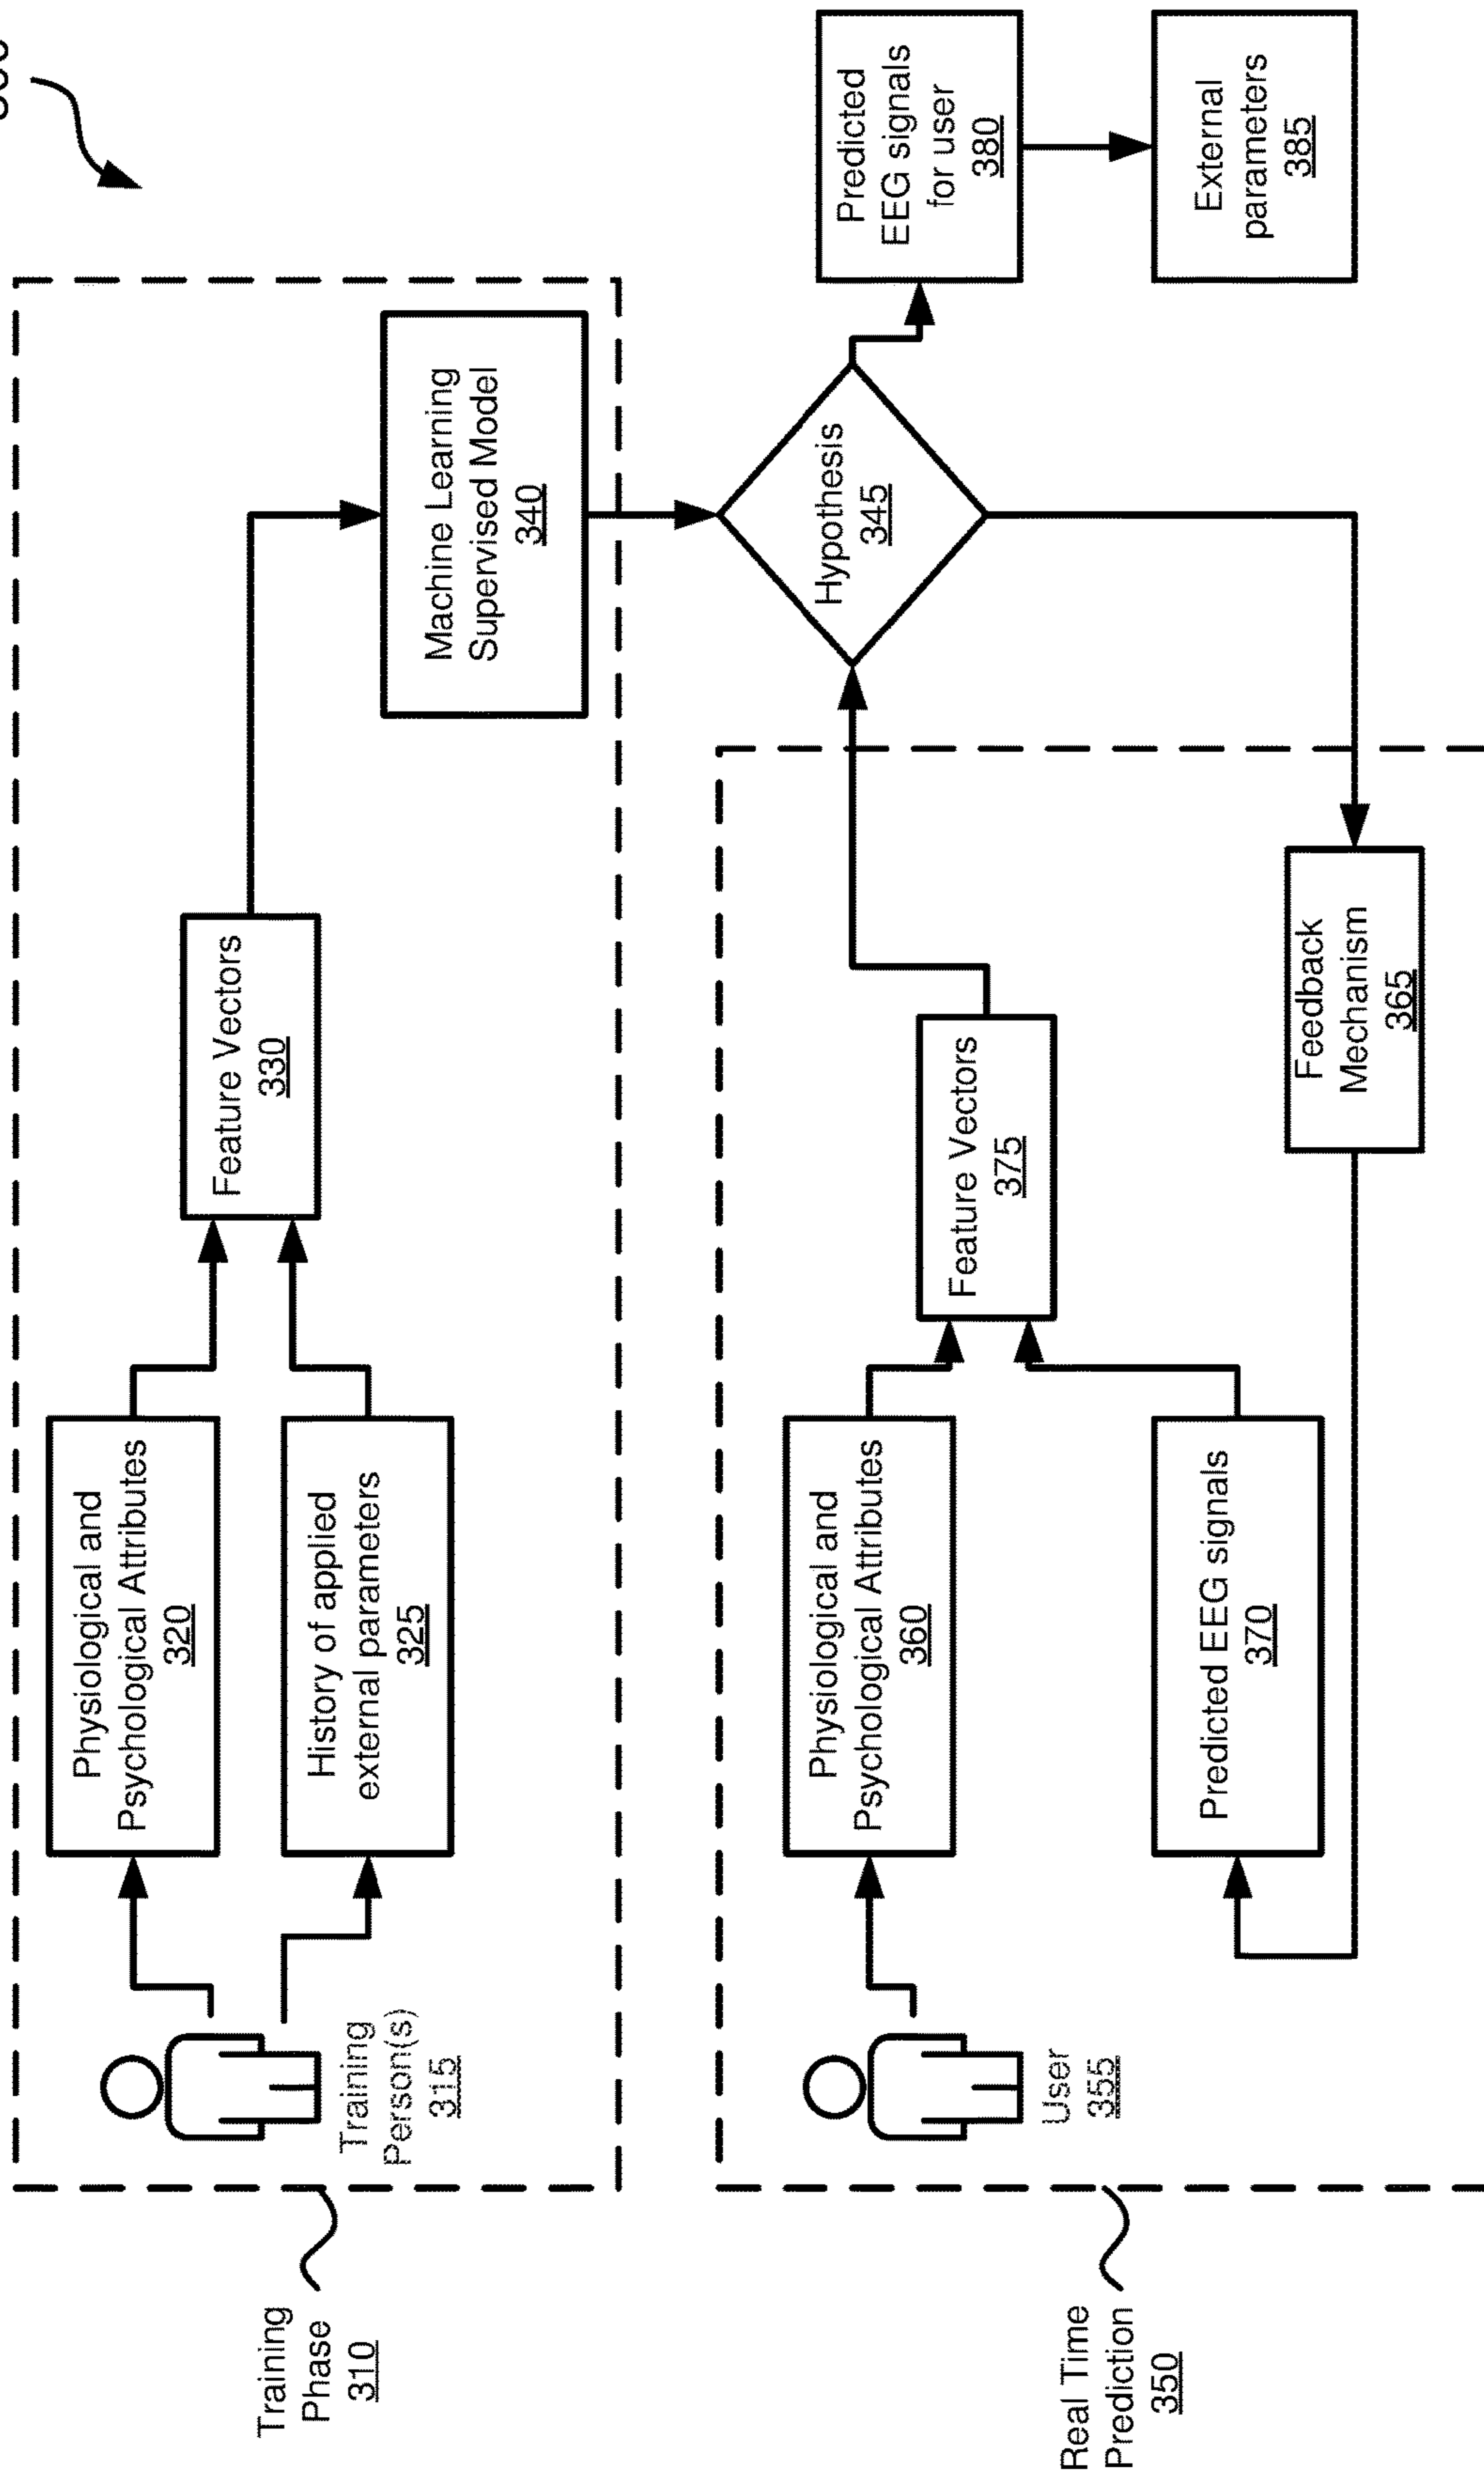 Training
Phase
310
Training
Person(s)
315
Physiological and
Psychological Attributes
320
History of applied
external parameters
325
Feature Vectors
330
Machine Learning
Supervised Model
340
Real Time
Prediction
350
User
355
Physiological and
Psychological Attributes
360
Predicted EEG signals
370
Feature Vectors
375
Feedback
Mechanism
365
Hypothesis
345
Predicted
EEG signals
for user
380
External
parameters
385